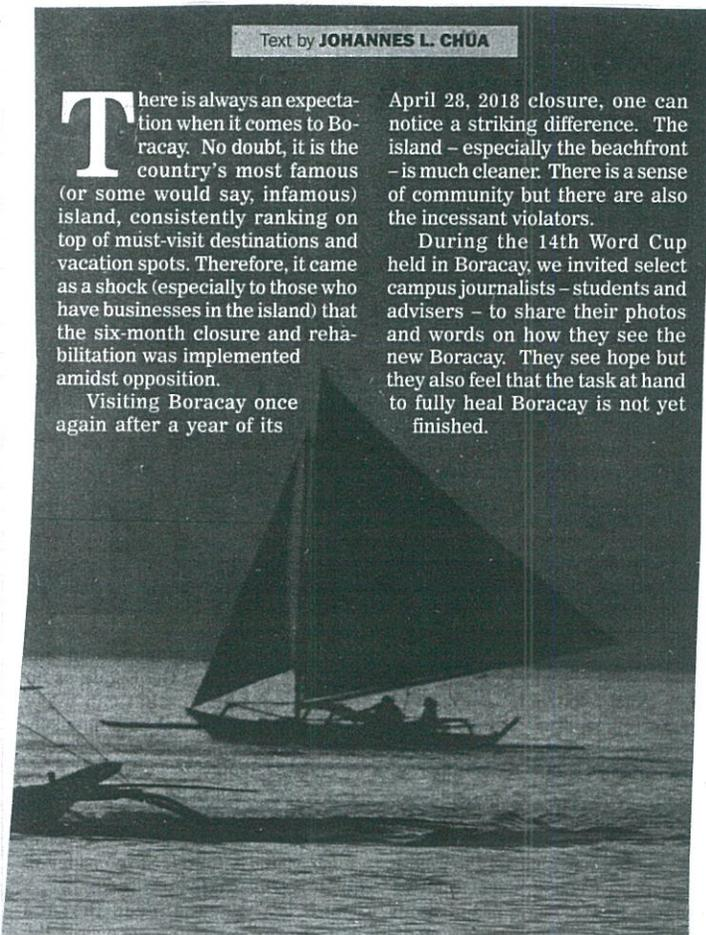 Text by JOHANNES L. CHUA
There is always an expecta-
tion when it comes to Bo-
racay. No doubt, it is the
country's most famous
(or some would say, infamous)
island, consistently ranking on
top of must-visit destinations and
vacation spots. Therefore, it came
as a shock (especially to those who
have businesses in the island) that
the six-month closure and reha-
bilitation was implemented
amidst opposition.
Visiting Boracay once
again after a year of its
April 28, 2018 closure, one can
notice a striking difference. The
island – especially the beachfront
– is much cleaner. There is a sense
of community but there are also
the incessant violators.
During the 14th Word Cup
held in Boracay, we invited select
campus journalists – students and
advisers – to share their photos
and words on how they see the
new Boracay. They see hope but
they also feel that the task at hand
to fully heal Boracay is not yet
finished.